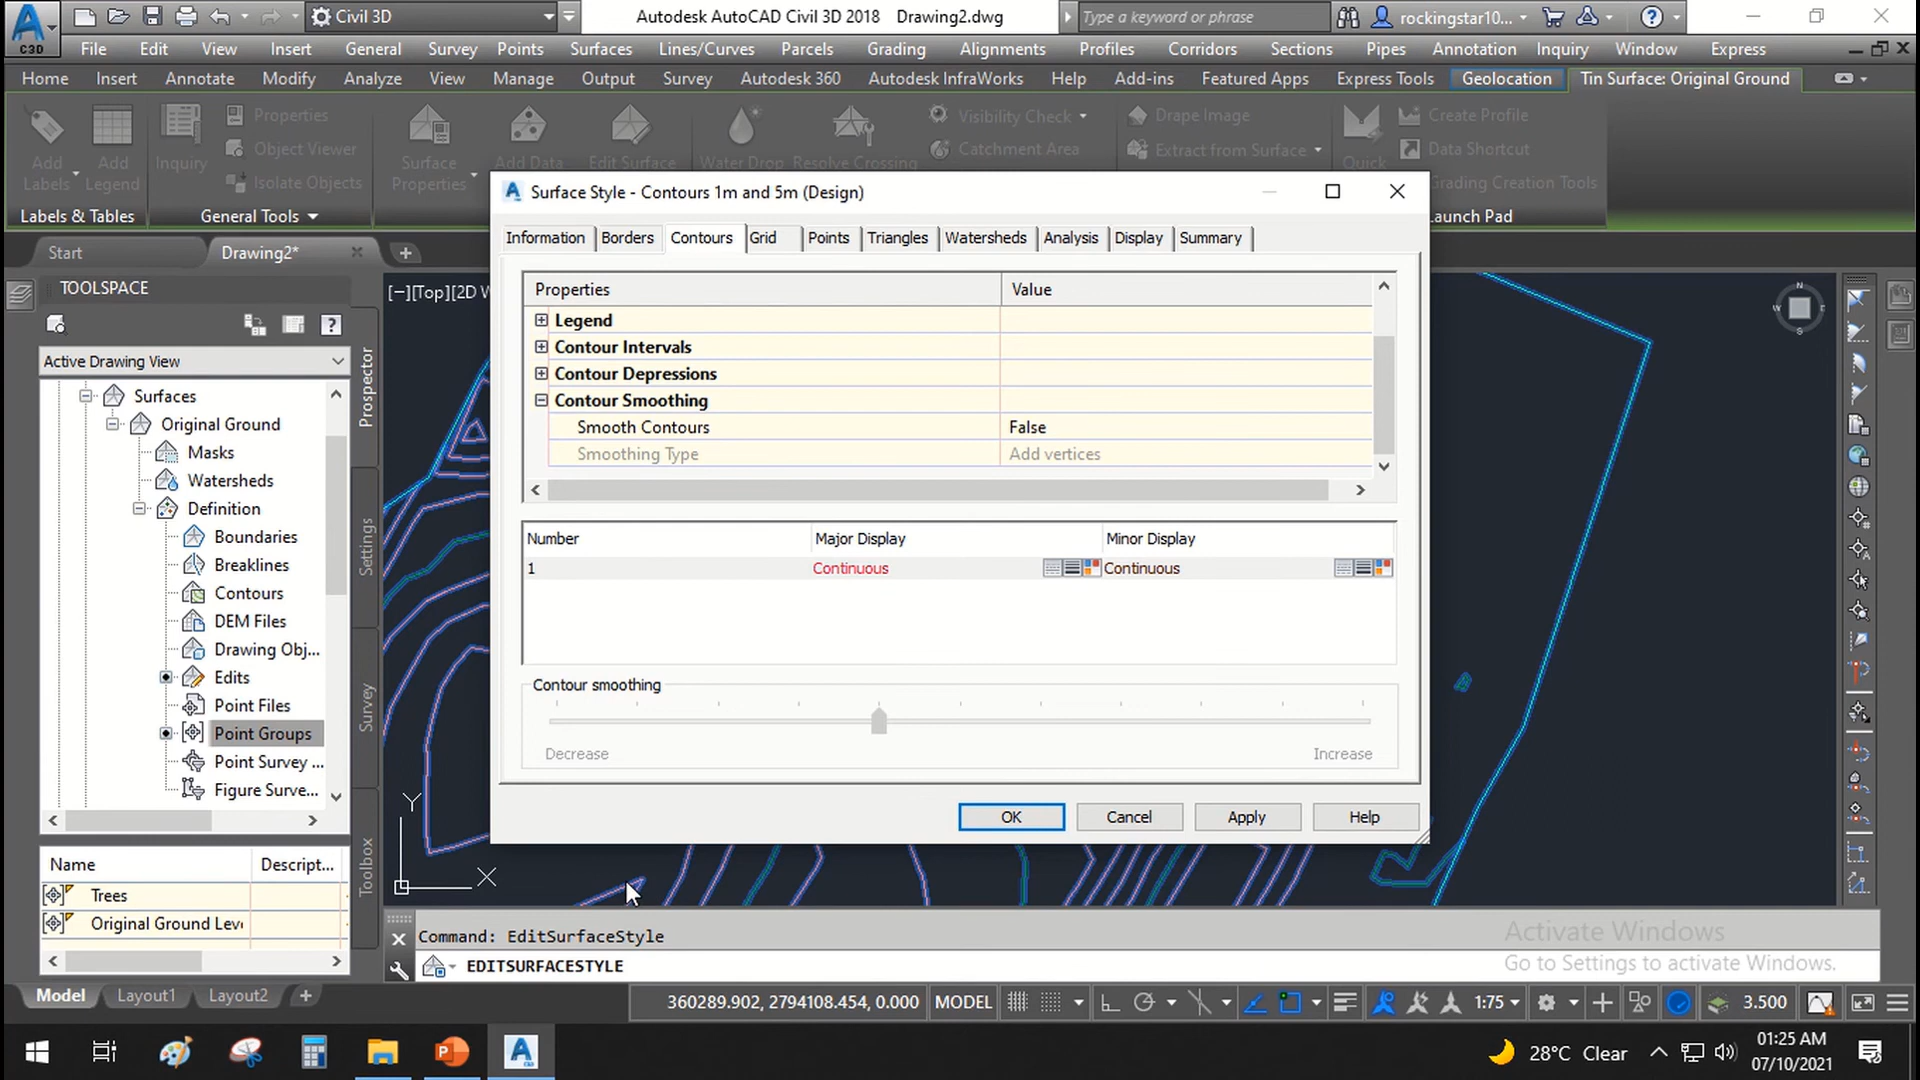 Civil 3D
Autodesk AutoCAD Civil 3D 2018 Drawing2.dwg
Type a keyword or phrase
rockingstar10...
C3D
File Edit View Insert General Survey Points Surfaces Lines/Curves Parcels Grading Alignments Profiles Corridors Sections Pipes Annotation Inquiry Window Express
Home Insert Annotate Modify Analyze View Manage Output Survey Autodesk 360 Autodesk InfraWorks Help Add-ins Featured Apps Express Tools Geolocation Tin Surface: Original Ground
Properties
Visibility Check
Drape Image
Create Profile
Object Viewer
Catchment Area
Extract from Surface
Data Shortcut
Add Labels
Add Legend
Inquiry
Isolate Objects
Surface Properties
Add Data
Edit Surface
Water Drop
Resolve Crossing
Quick
Grading Creation Tools
Labels & Tables
General Tools
Launch Pad
Surface Style - Contours 1m and 5m (Design)
Start
Drawing2*
Information Borders Contours Grid Points Triangles Watersheds Analysis Display Summary
TOOLSPACE
[−][Top][2D W
Properties Value
Legend
Contour Intervals
Contour Depressions
Contour Smoothing
Smooth Contours False
Smoothing Type Add vertices
Number Major Display Minor Display
1 Continuous Continuous
Contour smoothing
Decrease Increase
OK Cancel Apply Help
N
W
S
Active Drawing View
Surfaces
Original Ground
Masks
Watersheds
Definition
Boundaries
Breaklines
Contours
DEM Files
Drawing Obj...
Edits
Point Files
Point Groups
Point Survey ...
Figure Surve...
Prospector
Settings
Survey
Toolbox
Name Descript...
Trees
Original Ground Leve
Y
X
Command: EditSurfaceStyle
EDITSURFACESTYLE
Activate Windows
Go to Settings to activate Windows.
Model Layout1 Layout2 +
360289.902, 2794108.454, 0.000 MODEL 1:75 3.500
28°C Clear
01:25 AM
07/10/2021